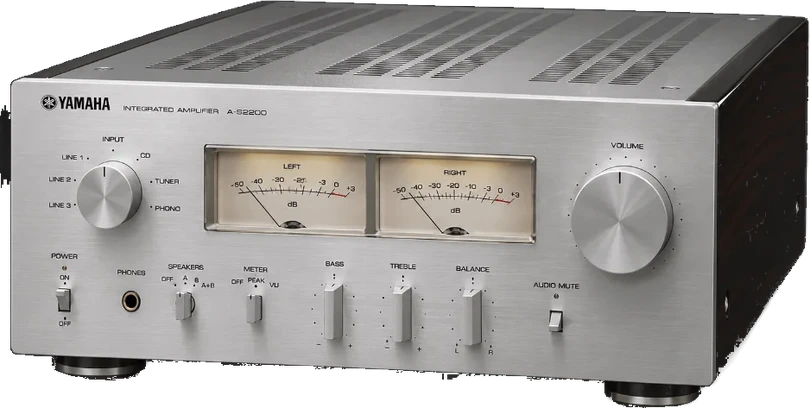 YAMAHA INTEGRATED AMPLIFIER A-S2200
INPUT
LINE 1 CD
LINE 2 TUNER
LINE 3 PHONO
LEFT
-50 -40 -30 -20 -10 -3 0 +3
dB
RIGHT
-50 -40 -30 -20 -10 -3 0 +3
dB
VOLUME
POWER
ON
OFF
PHONES
SPEAKERS
OFF A B A+B
METER
OFF PEAK VU
BASS
- +
TREBLE
- +
BALANCE
L R
AUDIO MUTE